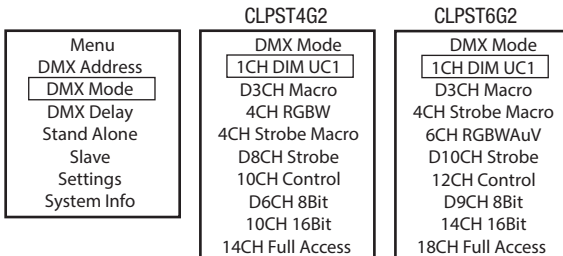 Menu
DMX Address
DMX Mode
DMX Delay
Stand Alone
Slave
Settings
System Info
CLPST4G2
DMX Mode
1CH DIM UC1
D3CH Macro
4CH RGBW
4CH Strobe Macro
D8CH Strobe
10CH Control
D6CH 8Bit
10CH 16Bit
14CH Full Access
CLPST6G2
DMX Mode
1CH DIM UC1
D3CH Macro
4CH Strobe Macro
6CH RGBWAuV
D10CH Strobe
12CH Control
D9CH 8Bit
14CH 16Bit
18CH Full Access